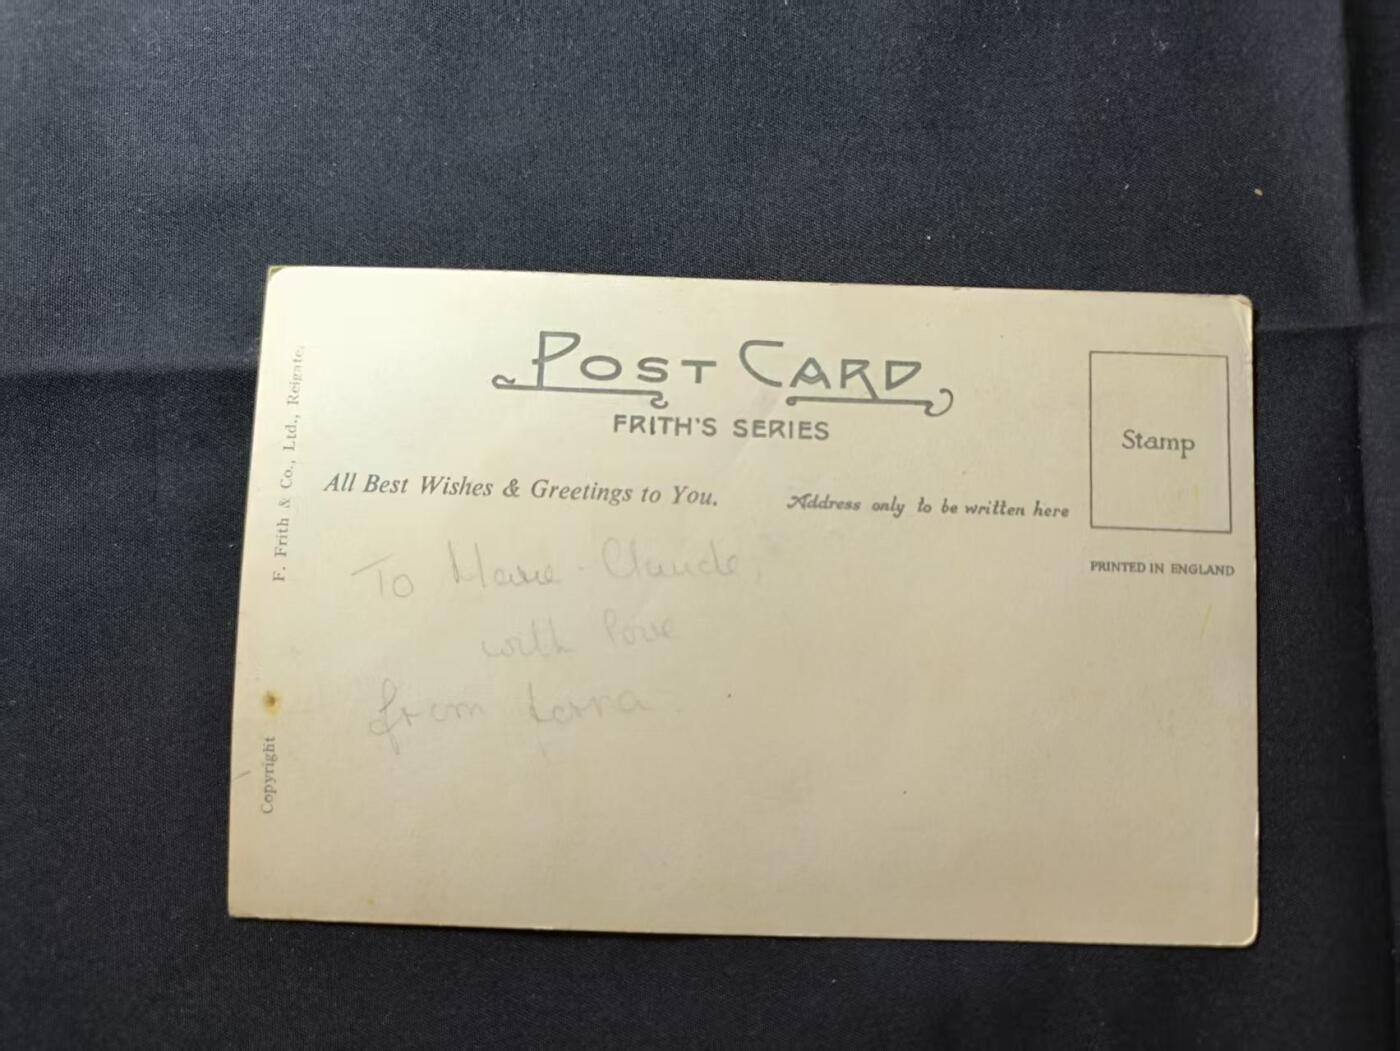 POST CARD
FRITH'S SERIES
Stamp
All Best Wishes & Greetings to You.
Address only to be written here
PRINTED IN ENGLAND
To Marie-Claude,
with love
from Lorna.
Copyright F. Frith & Co., Ltd., Reigate.